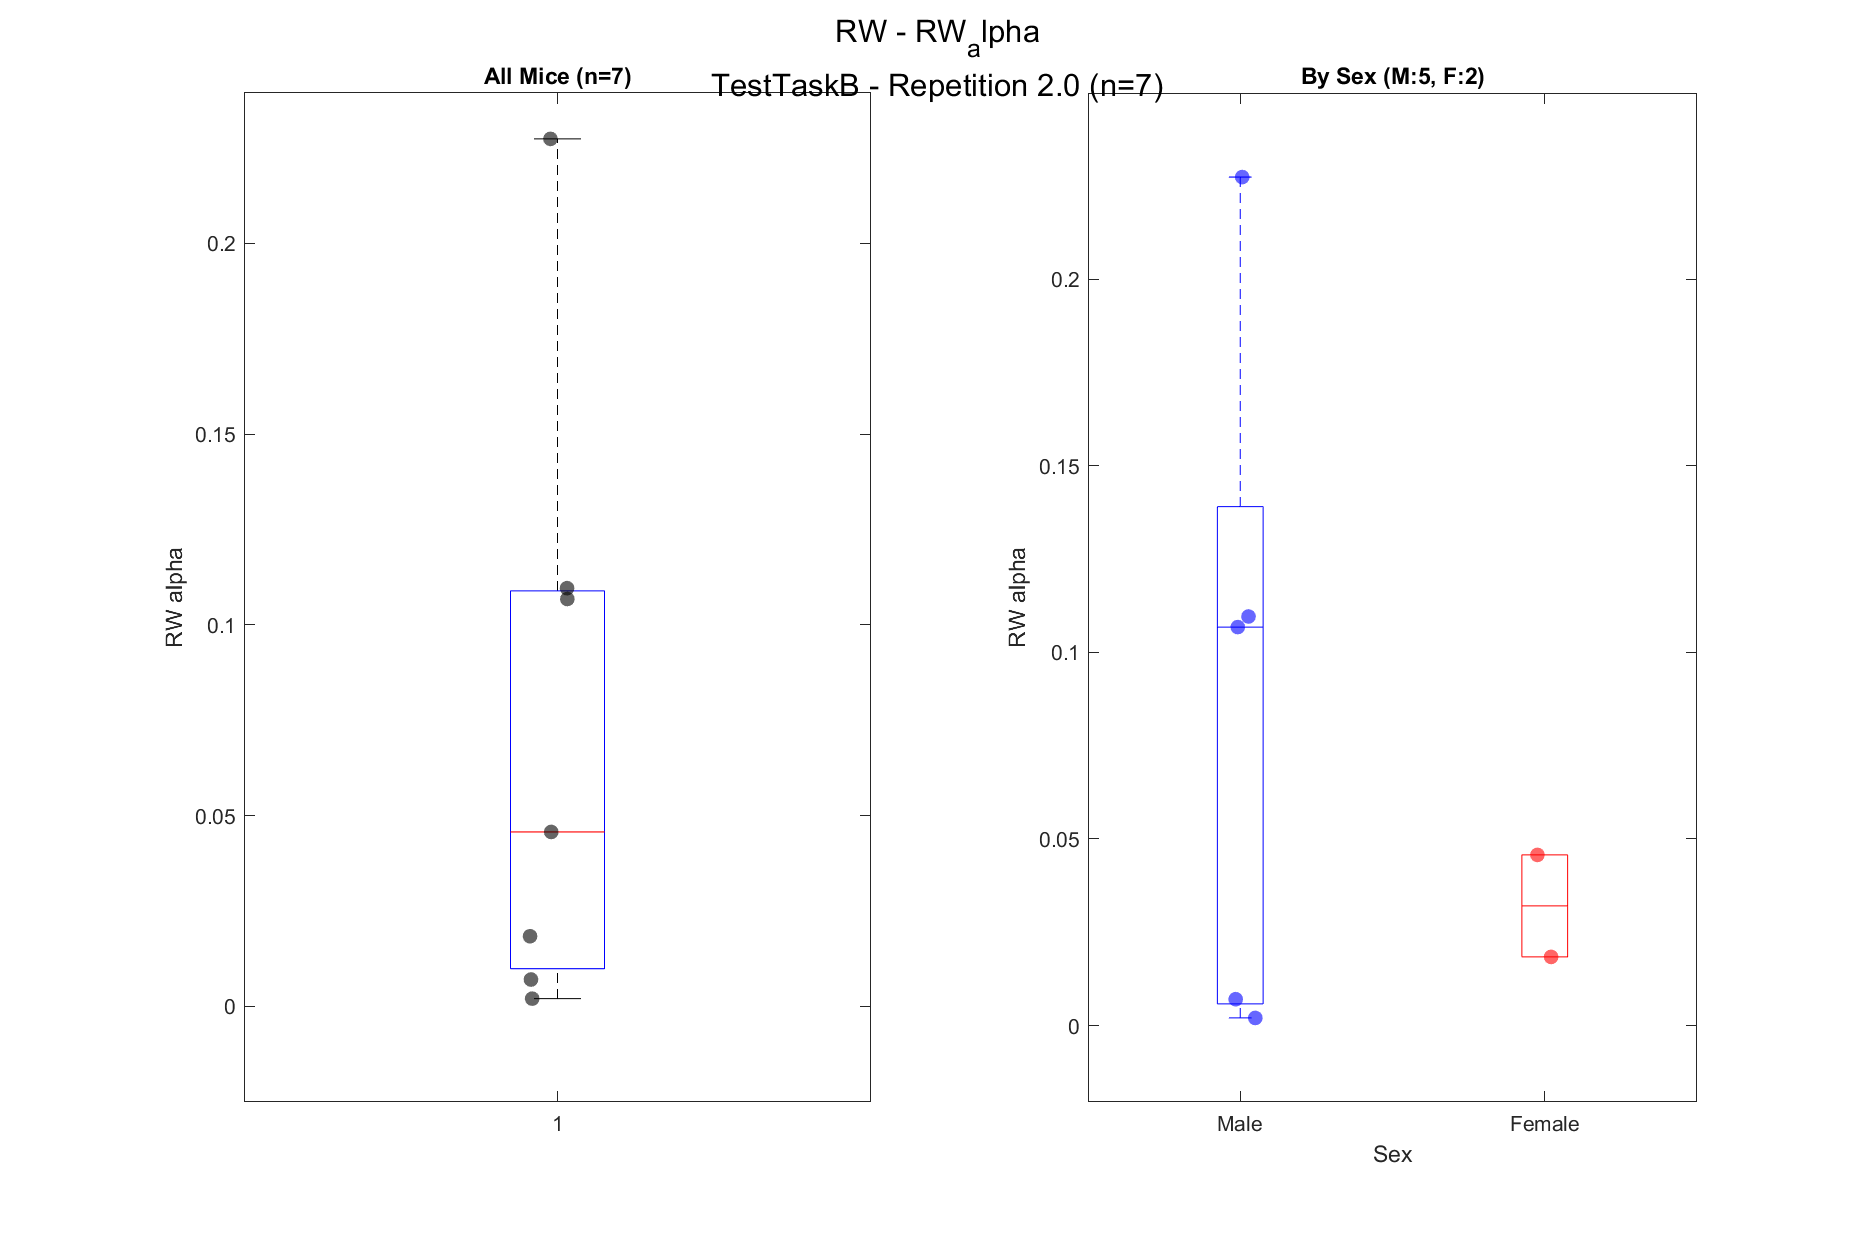 RW - RW_alpha
TestTaskB - Repetition 2.0 (n=7)
All Mice (n=7)
RW alpha
0.2
0.15
0.1
0.05
0
1
By Sex (M:5, F:2)
RW alpha
0.2
0.15
0.1
0.05
0
Male
Female
Sex